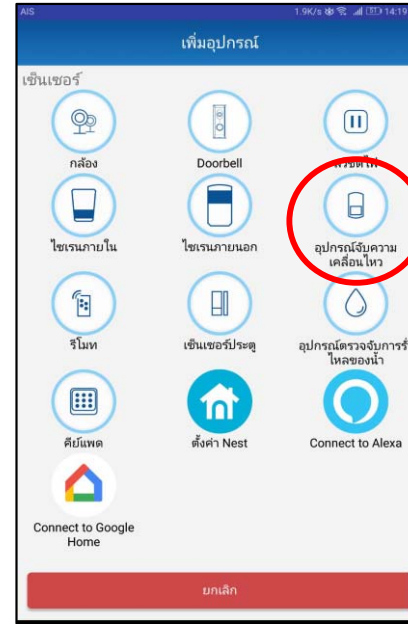 AIS 1.9K/s 51 14:19
เพิ่มอุปกรณ์
เซ็นเซอร์
กล้อง Doorbell สวิตช์ไฟ
ไซเรนภายใน ไซเรนภายนอก อุปกรณ์จับความ
เคลื่อนไหว
รีโมท เซ็นเซอร์ประตู อุปกรณ์ตรวจจับการรั่
ไหลของน้ำ
คีย์แพด ตั้งค่า Nest Connect to Alexa
Connect to Google
Home
ยกเลิก